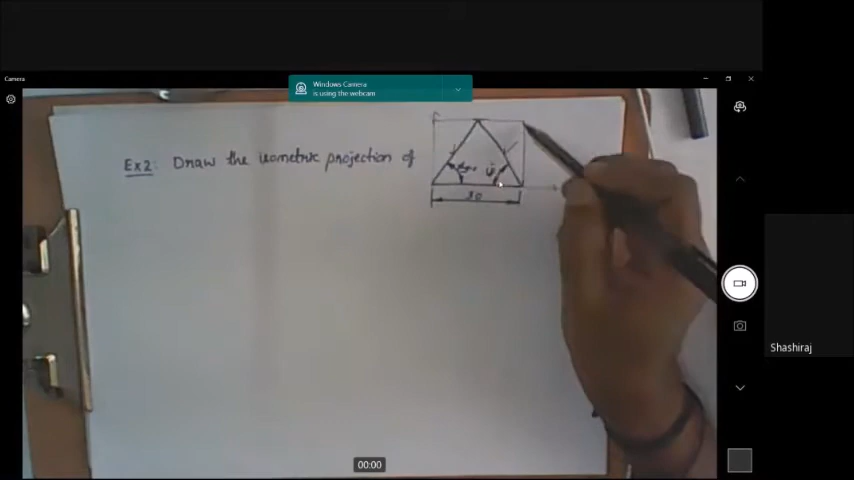 Camera
Windows Camera
is using the webcam
Ex2: Draw the isometric projection of
30
Shashiraj
00:00